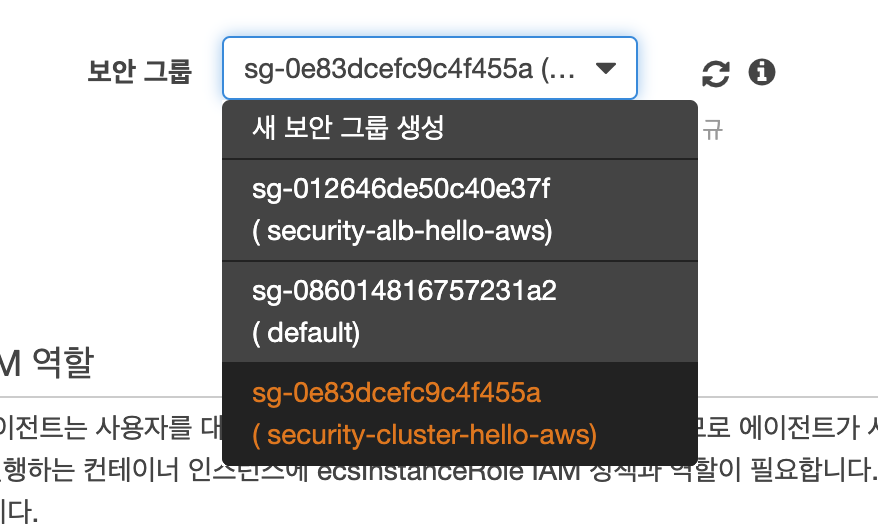 보안 그룹
sg-0e83dcefc9c4f455a (...
새 보안 그룹 생성
규
sg-012646de50c40e37f
( security-alb-hello-aws)
sg-086014816757231a2
( default)
M 역할
sg-0e83dcefc9c4f455a
( security-cluster-hello-aws)
이전트는 사용자를 대 므로 에이전트가 시
행하는 컨테이너 인스턴스에 ecsInstanceRole IAM 정책과 역할이 필요합니다.
니다.